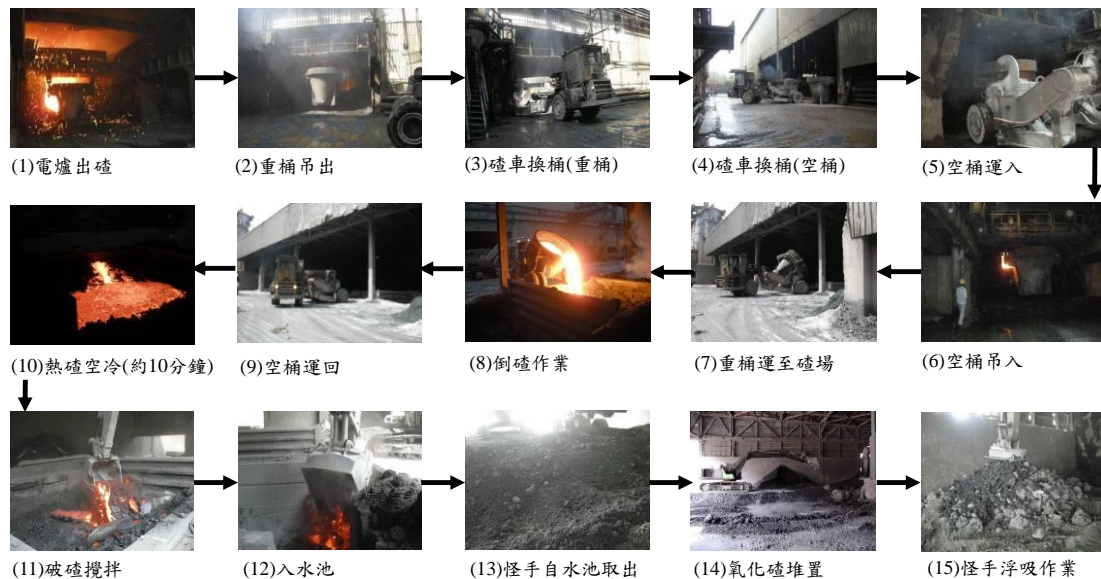 (1)電爐出碴
(2)重桶吊出
(3)碴車換桶(重桶)
(4)碴車換桶(空桶)
(5)空桶運入
(6)空桶吊入
(7)重桶運至碴場
(8)倒碴作業
(9)空桶運回
(10)熱碴空冷(約10分鐘)
(11)破碴攪拌
(12)入水池
(13)怪手自水池取出
(14)氧化碴堆置
(15)怪手浮吸作業